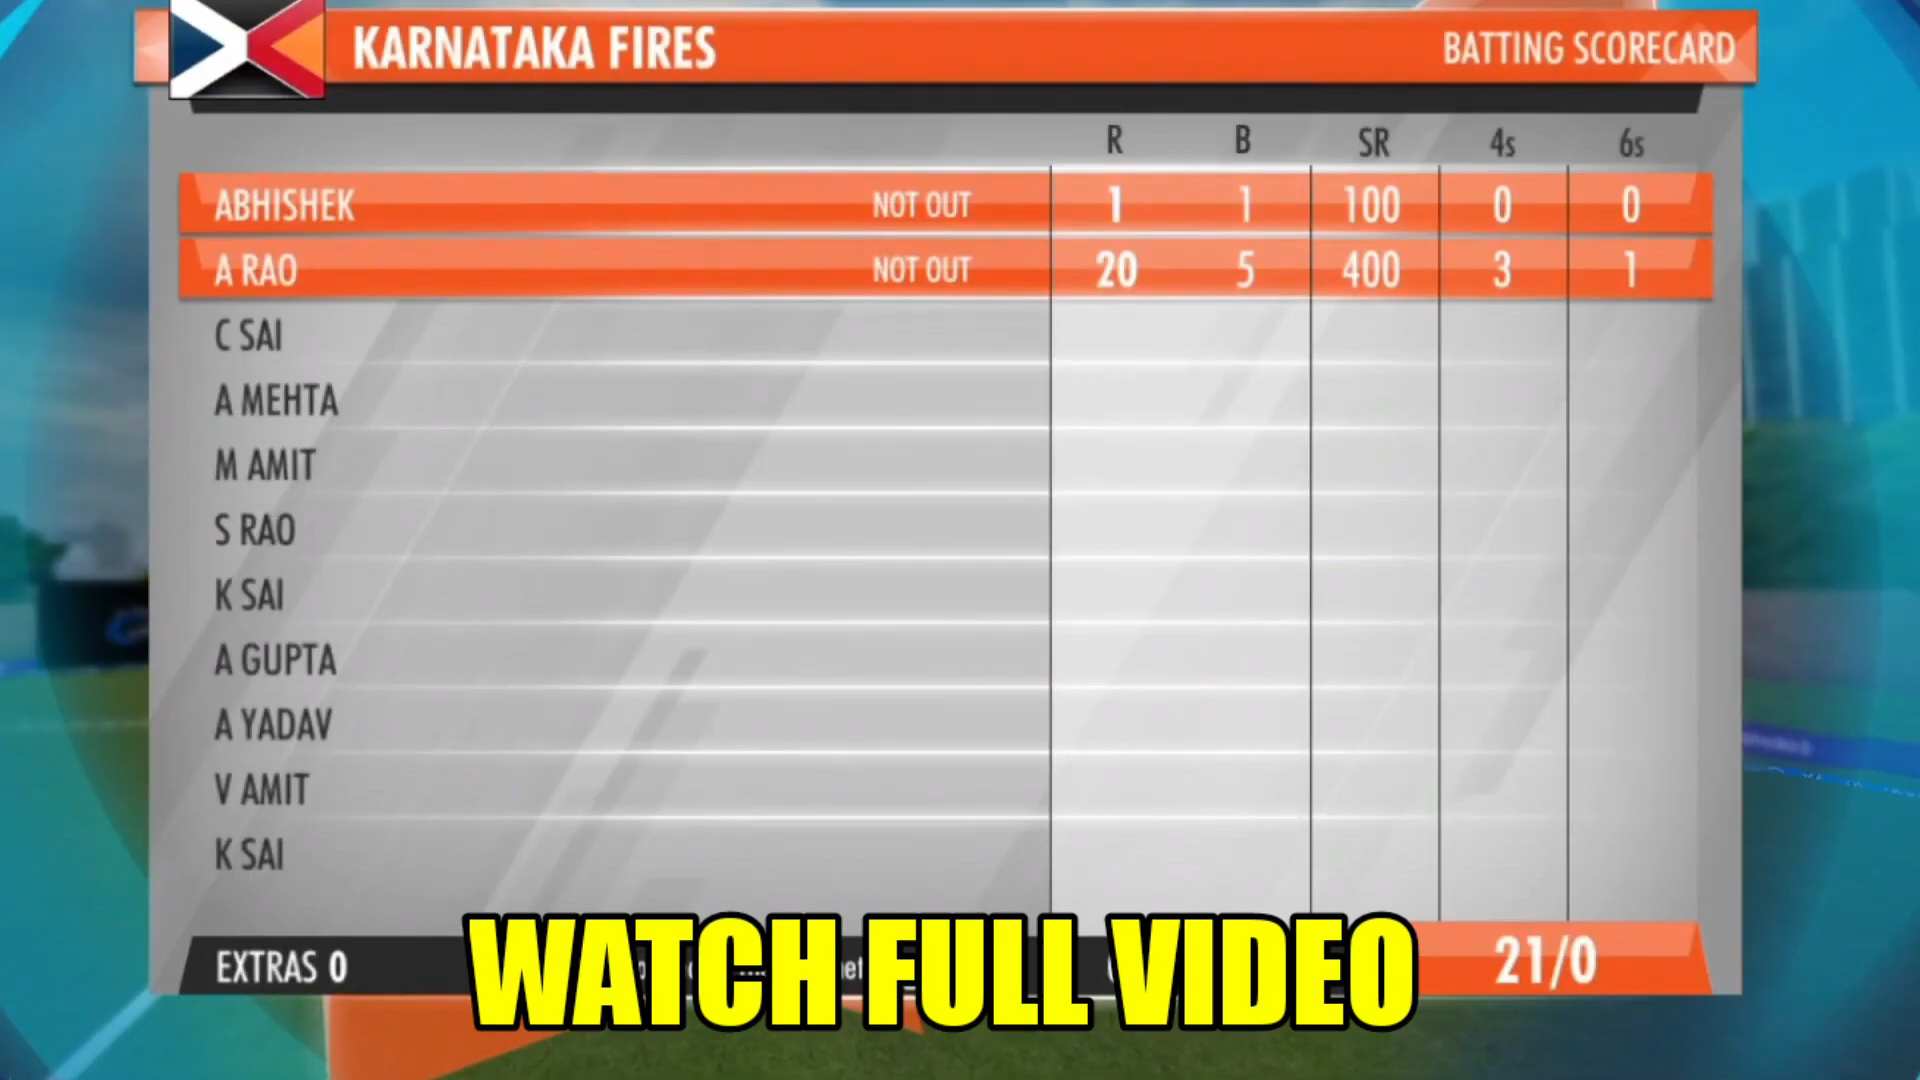 KARNATAKA FIRES BATTING SCORECARD
R B SR 4s 6s
ABHISHEK NOT OUT 1 1 100 0 0
A RAO NOT OUT 20 5 400 3 1
C SAI
A MEHTA
M AMIT
S RAO
K SAI
A GUPTA
A YADAV
V AMIT
K SAI
EXTRAS 0 21/0
WATCH FULL VIDEO